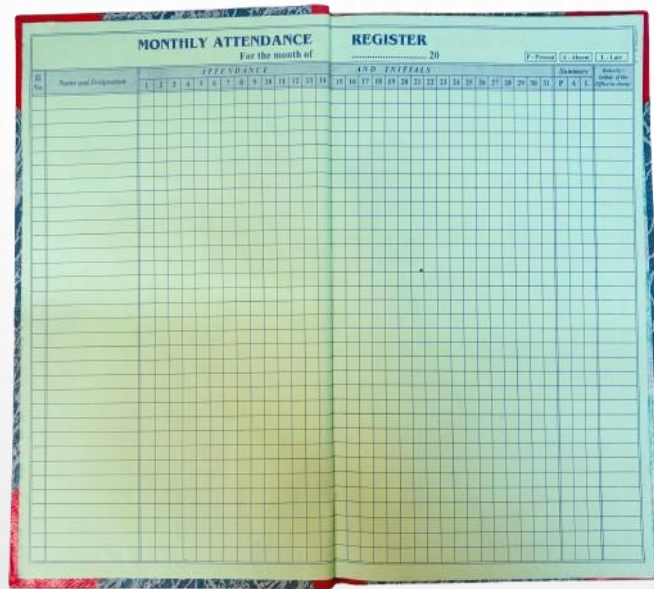 MONTHLY ATTENDANCE REGISTER
For the month of ........................... 20
P - Present A - Absent L - Late
Sl. No. Name and Designation ATTENDANCE AND INITIALS Summary
1 2 3 4 5 6 7 8 9 10 11 12 13 14 15 16 17 18 19 20 21 22 23 24 25 26 27 28 29 30 31 P A L